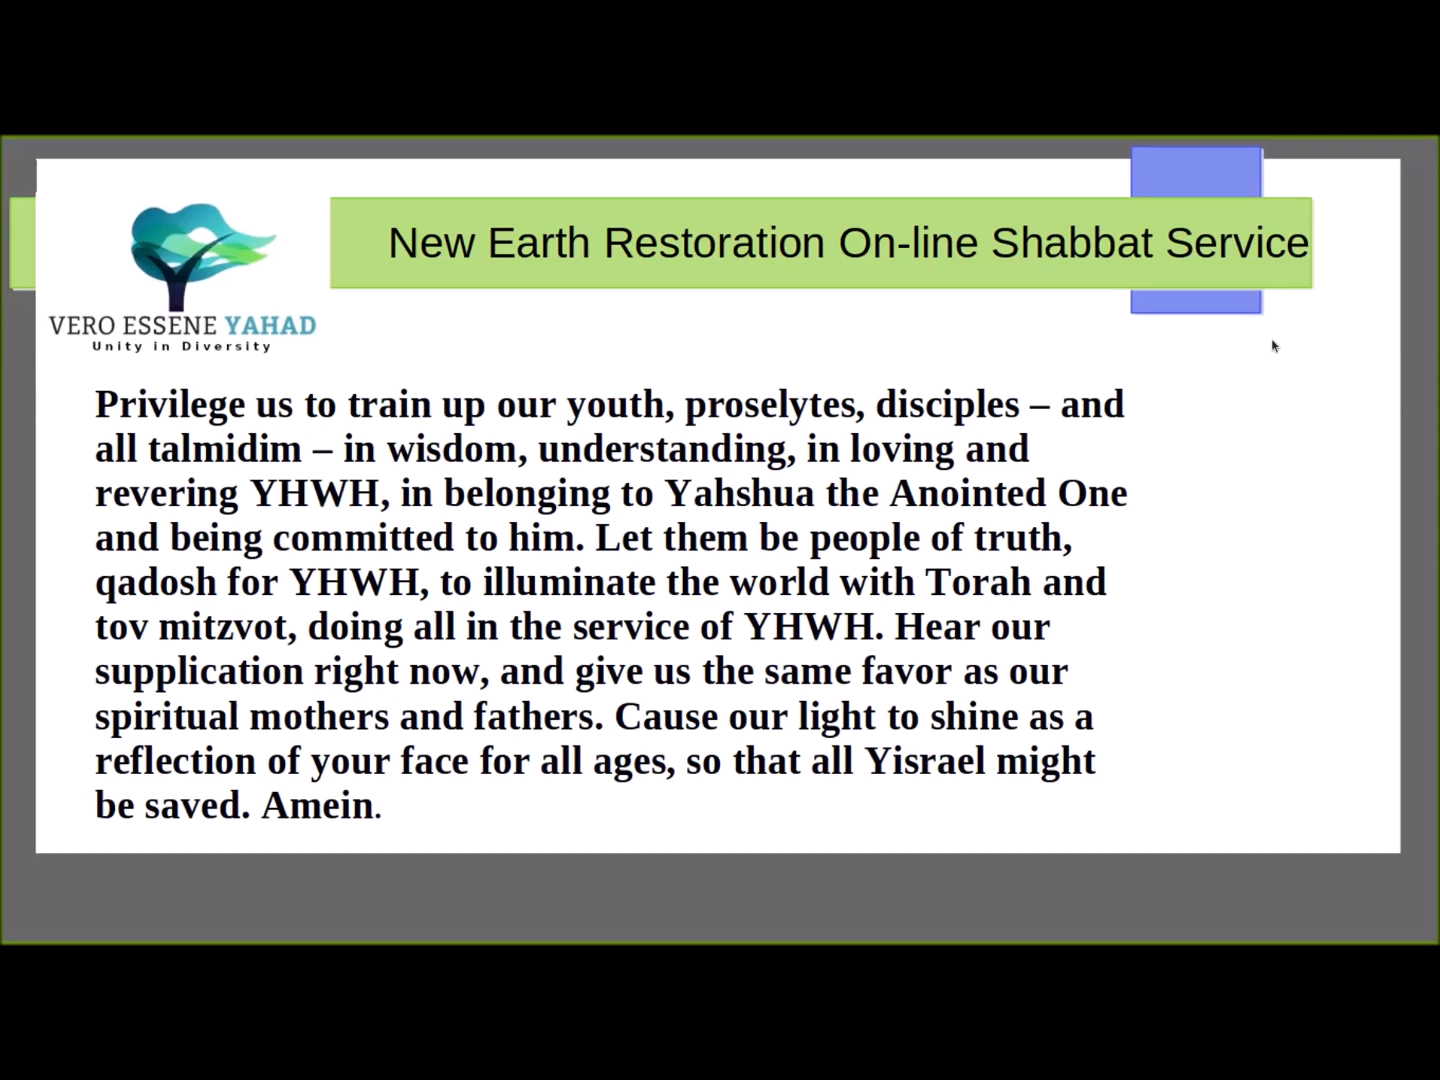 New Earth Restoration On-line Shabbat Service
VERO ESSENE YAHAD
Unity in Diversity
Privilege us to train up our youth, proselytes, disciples – and
all talmidim – in wisdom, understanding, in loving and
revering YHWH, in belonging to Yahshua the Anointed One
and being committed to him. Let them be people of truth,
qadosh for YHWH, to illuminate the world with Torah and
tov mitzvot, doing all in the service of YHWH. Hear our
supplication right now, and give us the same favor as our
spiritual mothers and fathers. Cause our light to shine as a
reflection of your face for all ages, so that all Yisrael might
be saved. Amein.